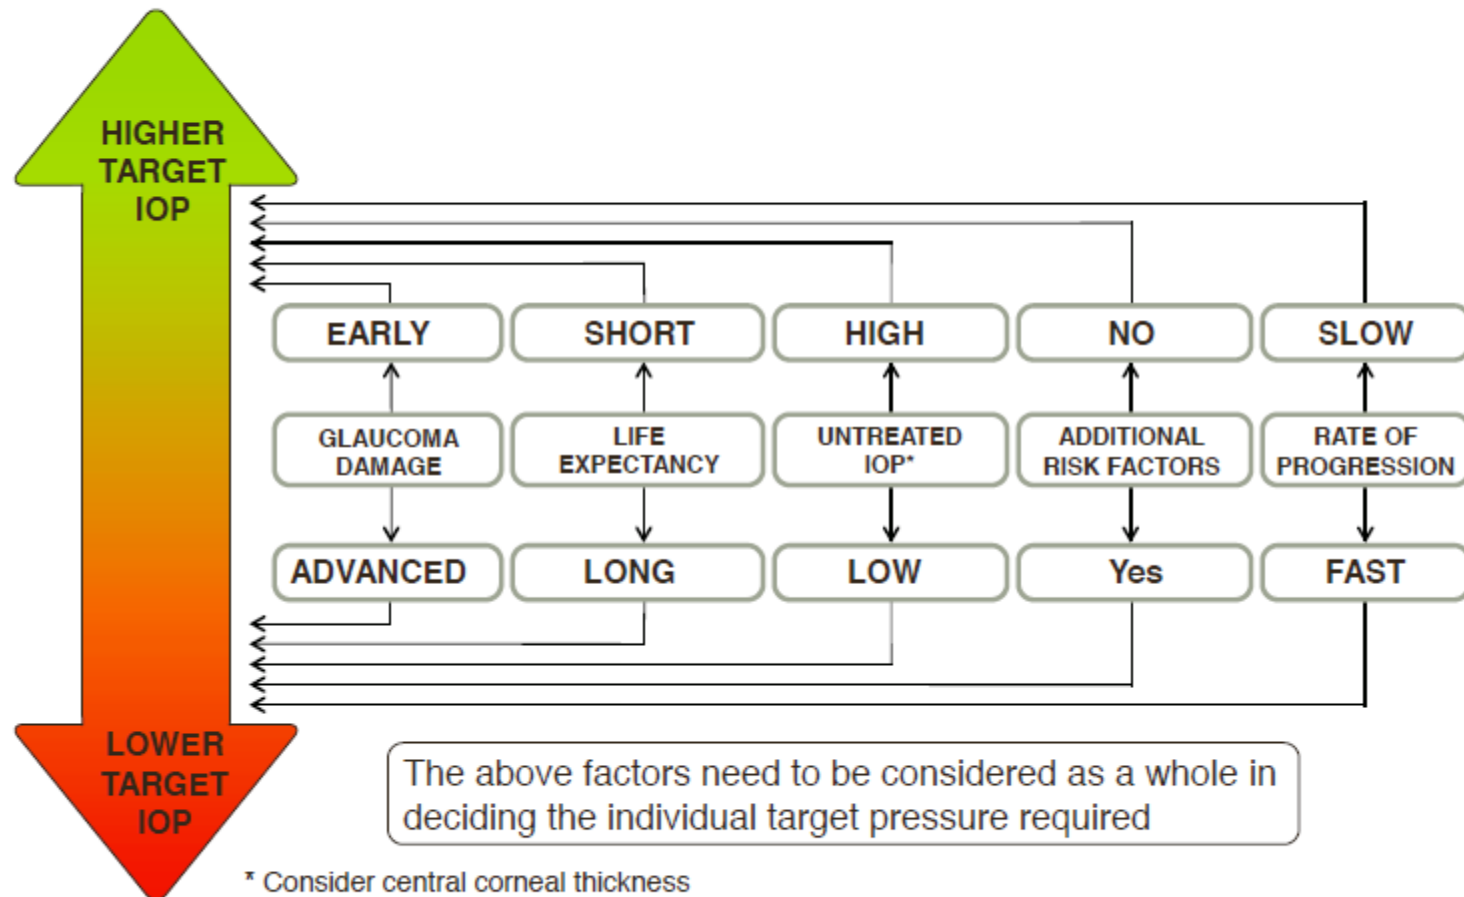 HIGHER
TARGET
IOP
EARLY
SHORT
HIGH
NO
SLOW
GLAUCOMA
DAMAGE
LIFE
EXPECTANCY
UNTREATED
IOP*
ADDITIONAL
RISK FACTORS
RATE OF
PROGRESSION
ADVANCED
LONG
LOW
Yes
FAST
LOWER
TARGET
IOP
The above factors need to be considered as a whole in
deciding the individual target pressure required
* Consider central corneal thickness